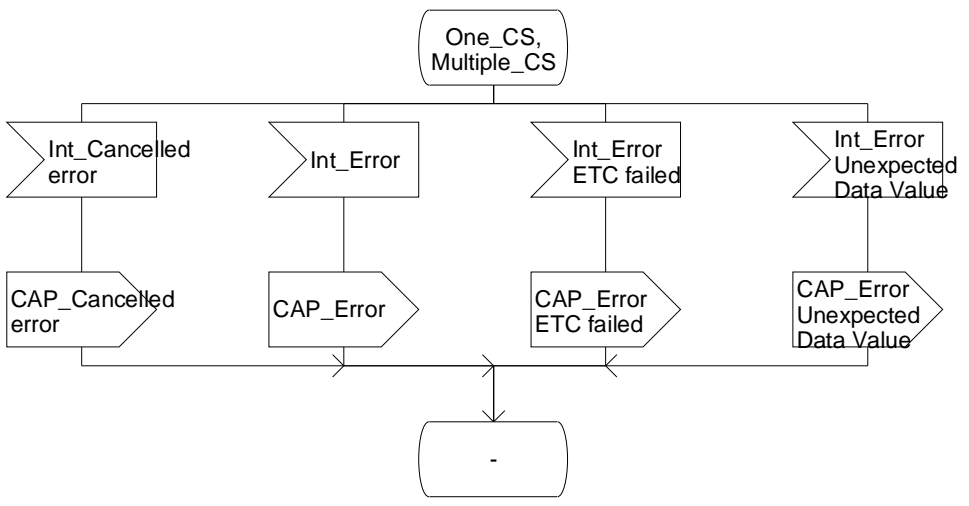 One_CS,
Multiple_CS
Int_Cancelled
error
Int_Error
Int_Error
ETC failed
Int_Error
Unexpected
Data Value
CAP_Cancelled
error
CAP_Error
CAP_Error
ETC failed
CAP_Error
Unexpected
Data Value
-